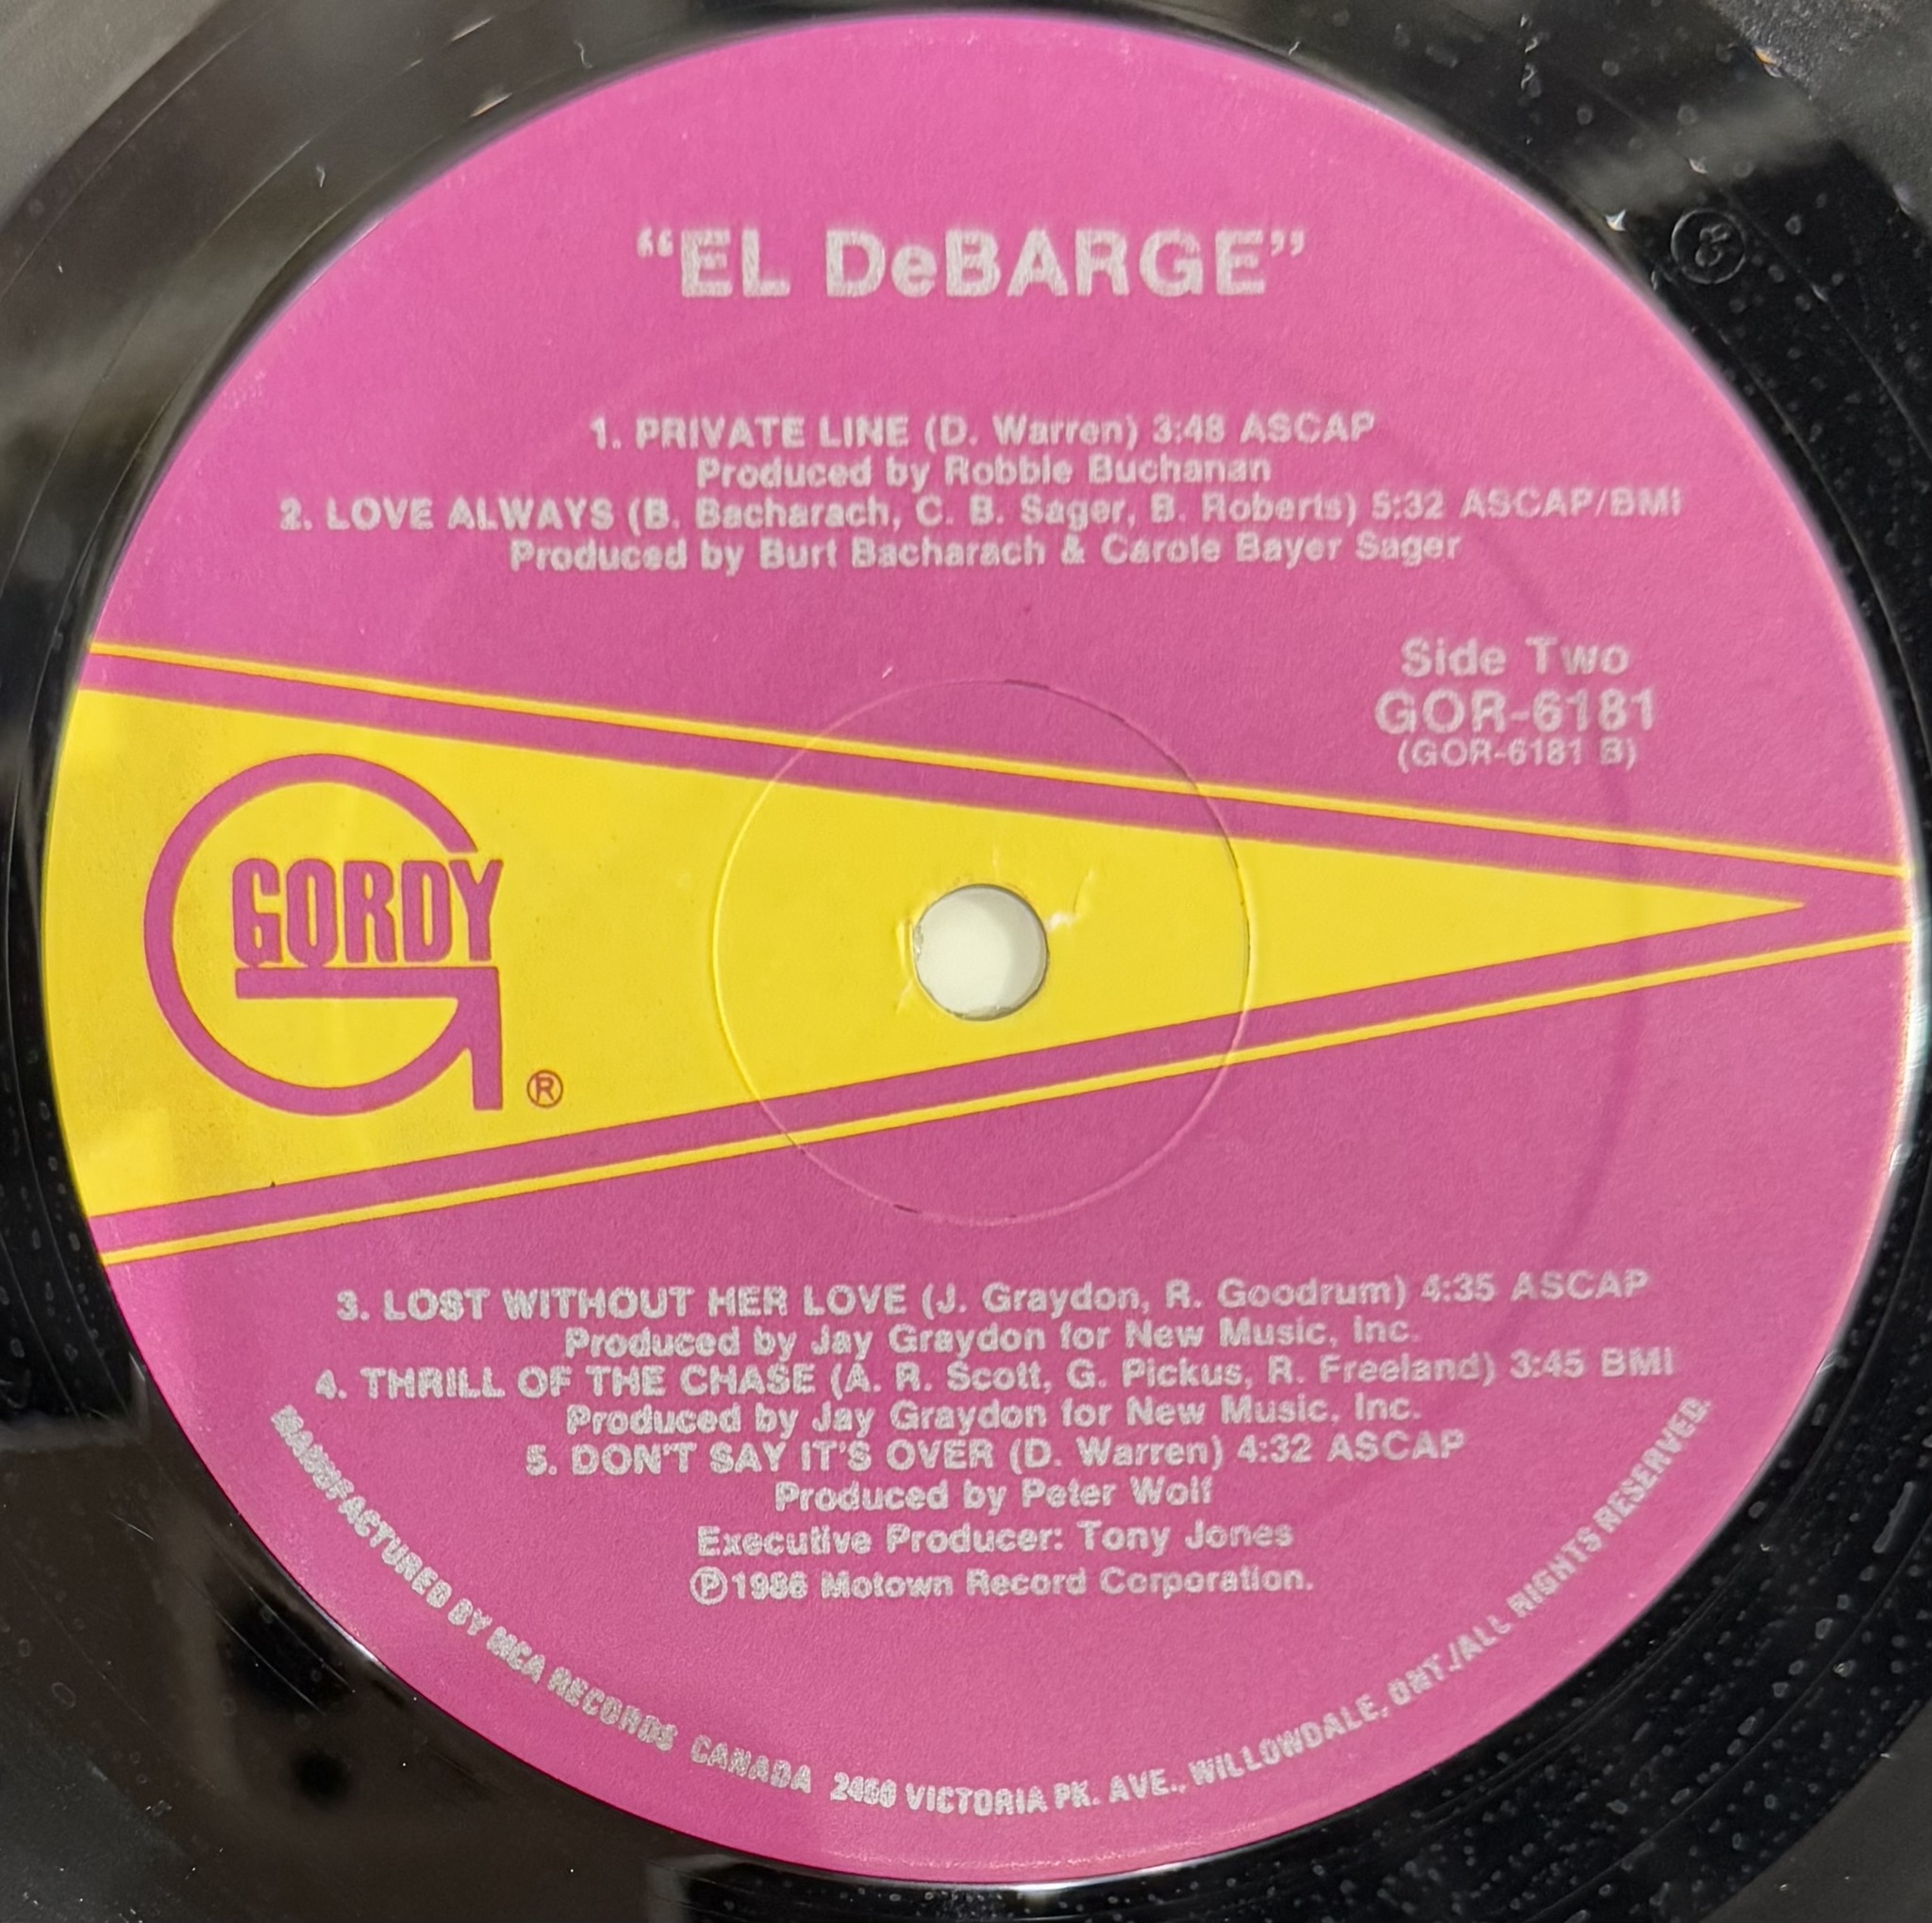 “EL DeBARGE”
1. PRIVATE LINE (D. Warren) 3:48 ASCAP
Produced by Robbie Buchanan
2. LOVE ALWAYS (B. Bacharach, C. B. Sager, B. Roberts) 5:32 ASCAP/BMI
Produced by Burt Bacharach & Carole Bayer Sager
Side Two
GOR-6181
(GOR-6181 B)
GORDY
®
3. LOST WITHOUT HER LOVE (J. Graydon, R. Goodrum) 4:35 ASCAP
Produced by Jay Graydon for New Music, Inc.
4. THRILL OF THE CHASE (A. R. Scott, G. Pickus, R. Freeland) 3:45 BMI
Produced by Jay Graydon for New Music, Inc.
5. DON'T SAY IT'S OVER (D. Warren) 4:32 ASCAP
Produced by Peter Wolf
Executive Producer: Tony Jones
℗1986 Motown Record Corporation.
MANUFACTURED BY MCA RECORDS CANADA 2450 VICTORIA PK. AVE., WILLOWDALE, ONT./ALL RIGHTS RESERVED.